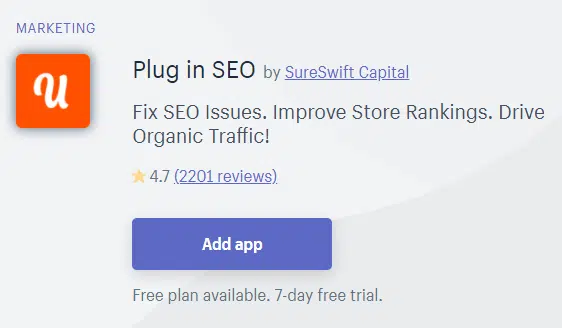 MARKETING
Plug in SEO by SureSwift Capital
Fix SEO Issues. Improve Store Rankings. Drive
Organic Traffic!
4.7 (2201 reviews)
Add app
Free plan available. 7-day free trial.